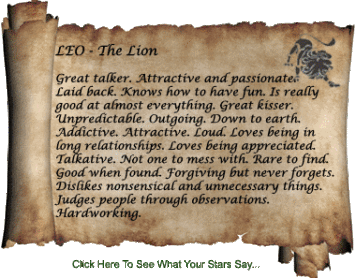 LEO - The Lion
Great talker. Attractive and passionate.
Laid back. Knows how to have fun. Is really
good at almost everything. Great kisser.
Unpredictable. Outgoing. Down to earth.
Addictive. Attractive. Loud. Loves being in
long relationships. Loves being appreciated.
Talkative. Not one to mess with. Rare to find.
Good when found. Forgiving but never forgets.
Dislikes nonsensical and unnecessary things.
Judges people through observations.
Hardworking.
Click Here To See What Your Stars Say...